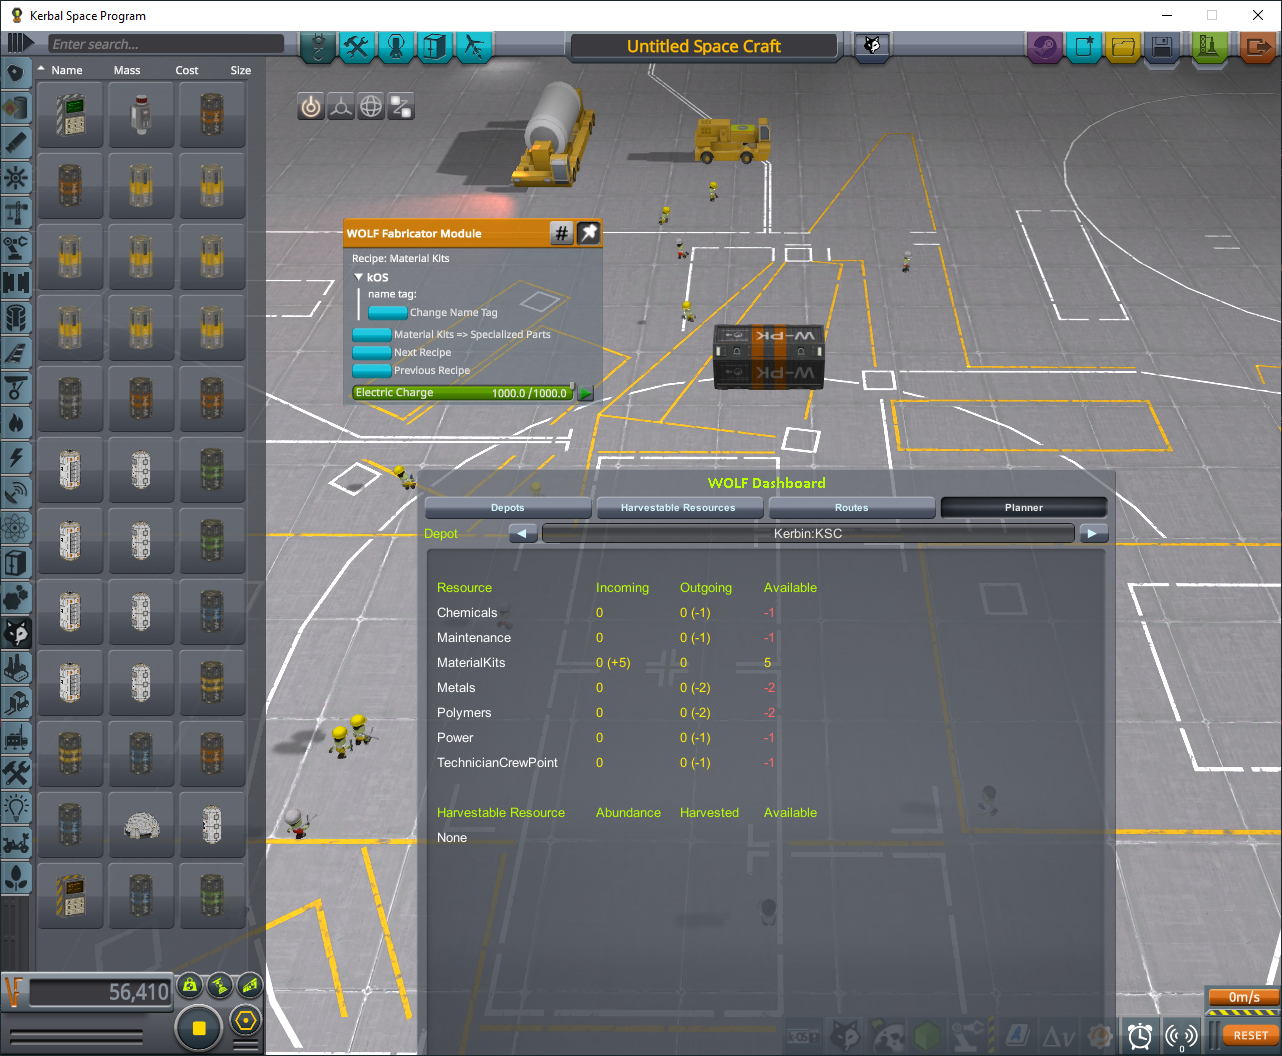 Kerbal Space Program
Enter search...
Untitled Space Craft
Name Mass Cost Size
WOLF Fabricator Module #
Recipe: Material Kits
kOS
name tag:
Change Name Tag
Material Kits => Specialized Parts
Next Recipe
Previous Recipe
Electric Charge 1000.0 /1000.0
W-PK
W-PK
WOLF Dashboard
Depots Harvestable Resources Routes Planner
Depot Kerbin:KSC
Resource Incoming Outgoing Available
Chemicals 0 0 (-1) -1
Maintenance 0 0 (-1) -1
MaterialKits 0 (+5) 0 5
Metals 0 0 (-2) -2
Polymers 0 0 (-2) -2
Power 0 0 (-1) -1
TechnicianCrewPoint 0 0 (-1) -1
Harvestable Resource Abundance Harvested Available
None
56,410
0m/s
kOS
Δv
0
RESET